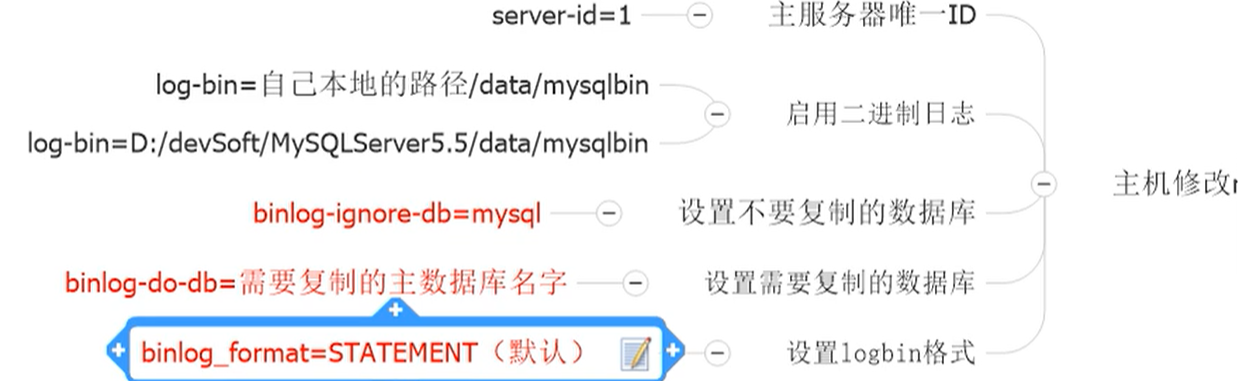 server-id=1
主服务器唯一ID
log-bin=自己本地的路径/data/mysqlbin
启用二进制日志
log-bin=D:/devSoft/MySQLServer5.5/data/mysqlbin
主机修改
binlog-ignore-db=mysql
设置不要复制的数据库
binlog-do-db=需要复制的主数据库名字
设置需要复制的数据库
binlog_format=STATEMENT（默认）
设置logbin格式